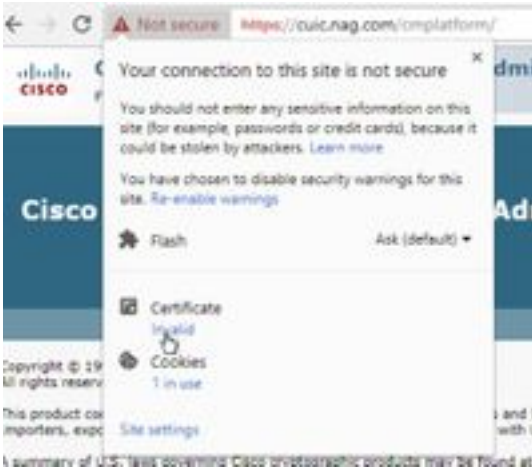 Not secure
https://cuic.nag.com/cmplatform/
CISCO
Your connection to this site is not secure
You should not enter any sensitive information on this
site (for example, passwords or credit cards), because it
could be stolen by attackers. Learn more
You have chosen to disable security warnings for this
site. Re-enable warnings
Cisco
Flash
Ask (default)
Certificate
Invalid
Cookies
1 in use
Site settings
Copyright © 19
All rights reserv
This product co
s and
importers, exp
with
A summary of U.S. laws governing Cisco cryptographic products may be found a